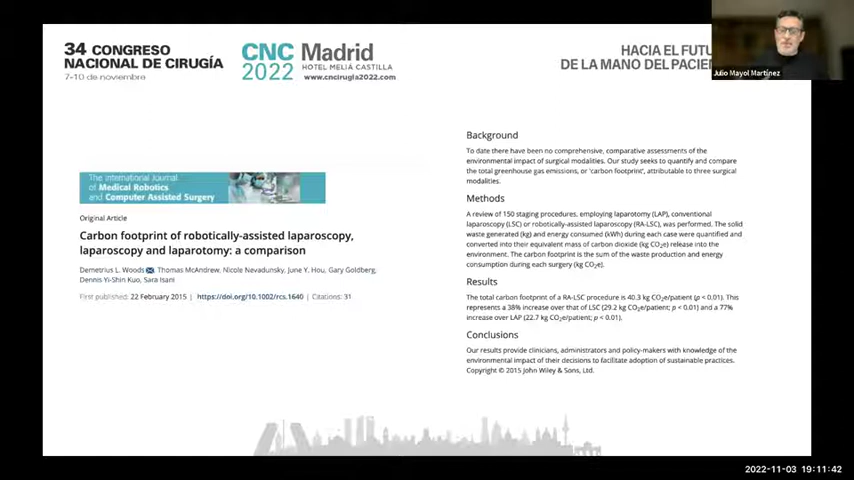 34 CONGRESO
NACIONAL DE CIRUGÍA
7-10 de noviembre
CNC
2022
Madrid
HOTEL MELIÁ CASTILLA
www.cncirugia2022.com
HACIA EL FUTU
DE LA MANO DEL PACIEN
Julio Mayol Martínez
The International Journal
of Medical Robotics
and Computer Assisted Surgery
Original Article
Carbon footprint of robotically-assisted laparoscopy,
laparoscopy and laparotomy: a comparison
Demetrius L. Woods, Thomas McAndrew, Nicole Nevadunsky, June Y. Hou, Gary Goldberg,
Dennis Yi-Shin Kuo, Sara Isani
First published: 22 February 2015 | https://doi.org/10.1002/rcs.1640 | Citations: 31
Background
To date there have been no comprehensive, comparative assessments of the
environmental impact of surgical modalities. Our study seeks to quantify and compare
the total greenhouse gas emissions, or 'carbon footprint', attributable to three surgical
modalities.
Methods
A review of 150 staging procedures, employing laparotomy (LAP), conventional
laparoscopy (LSC) or robotically-assisted laparoscopy (RA-LSC), was performed. The solid
waste generated (kg) and energy consumed (kWh) during each case were quantified and
converted into their equivalent mass of carbon dioxide (kg CO₂e) release into the
environment. The carbon footprint is the sum of the waste production and energy
consumption during each surgery (kg CO₂e).
Results
The total carbon footprint of a RA-LSC procedure is 40.3 kg CO₂e/patient (p < 0.01). This
represents a 38% increase over that of LSC (29.2 kg CO₂e/patient; p < 0.01) and a 77%
increase over LAP (22.7 kg CO₂e/patient; p < 0.01).
Conclusions
Our results provide clinicians, administrators and policy-makers with knowledge of the
environmental impact of their decisions to facilitate adoption of sustainable practices.
Copyright © 2015 John Wiley & Sons, Ltd.
2022-11-03 19:11:42